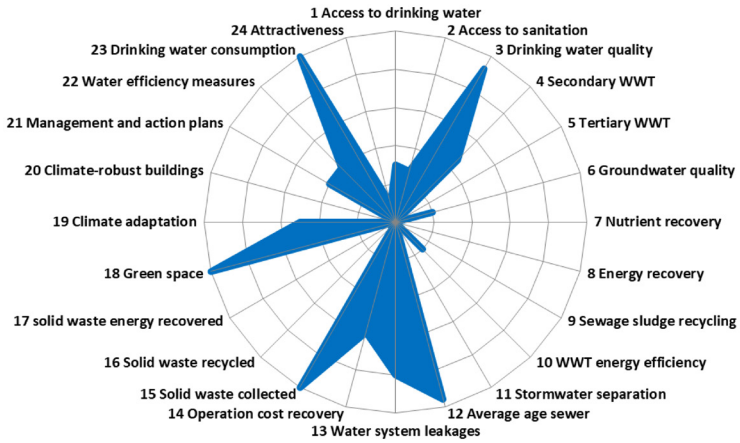 1 Access to drinking water
2 Access to sanitation
3 Drinking water quality
4 Secondary WWT
5 Tertiary WWT
6 Groundwater quality
7 Nutrient recovery
8 Energy recovery
9 Sewage sludge recycling
10 WWT energy efficiency
11 Stormwater separation
12 Average age sewer
13 Water system leakages
14 Operation cost recovery
15 Solid waste collected
16 Solid waste recycled
17 solid waste energy recovered
18 Green space
19 Climate adaptation
20 Climate-robust buildings
21 Management and action plans
22 Water efficiency measures
23 Drinking water consumption
24 Attractiveness